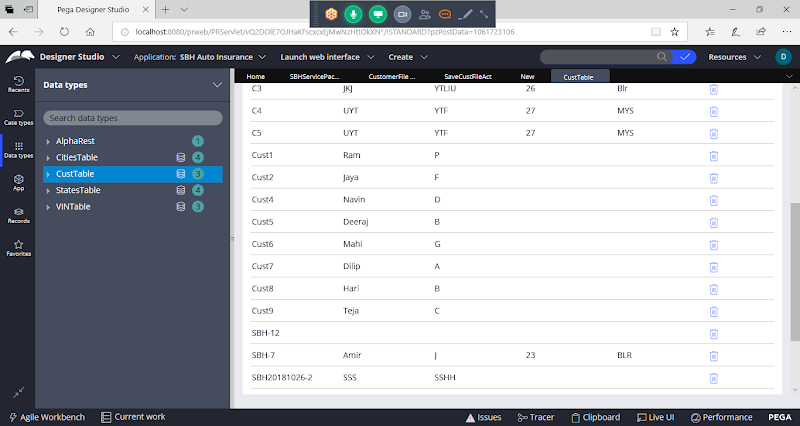 Pega Designer Studio
localhost:8080/prweb/PRServlet/vQ2DOlE7OJHaKFscxcxEjMwNzHttOkXN*/!STANDARD?pzPostData=1061723106
Designer Studio
Application: SBH Auto Insurance
Launch web interface
Create
Resources
D
Recents
Case types
Data types
App
Records
Favorites
Data types
Search data types
AlphaRest 1
CitiesTable 4
CustTable 3
StatesTable 4
VINTable 3
Home SBHServicePac... CustomerFile ... SaveCustFileAct New CustTable
C3 JKJ YTLIU 26 Blr
C4 UYT YTF 27 MYS
C5 UYT YTF 27 MYS
Cust1 Ram P
Cust2 Jaya F
Cust4 Navin D
Cust5 Deeraj B
Cust6 Mahi G
Cust7 Dilip A
Cust8 Hari B
Cust9 Teja C
SBH-12
SBH-7 Amir J 23 BLR
SBH20181026-2 SSS SSHH
Agile Workbench Current work Issues Tracer Clipboard Live UI Performance PEGA